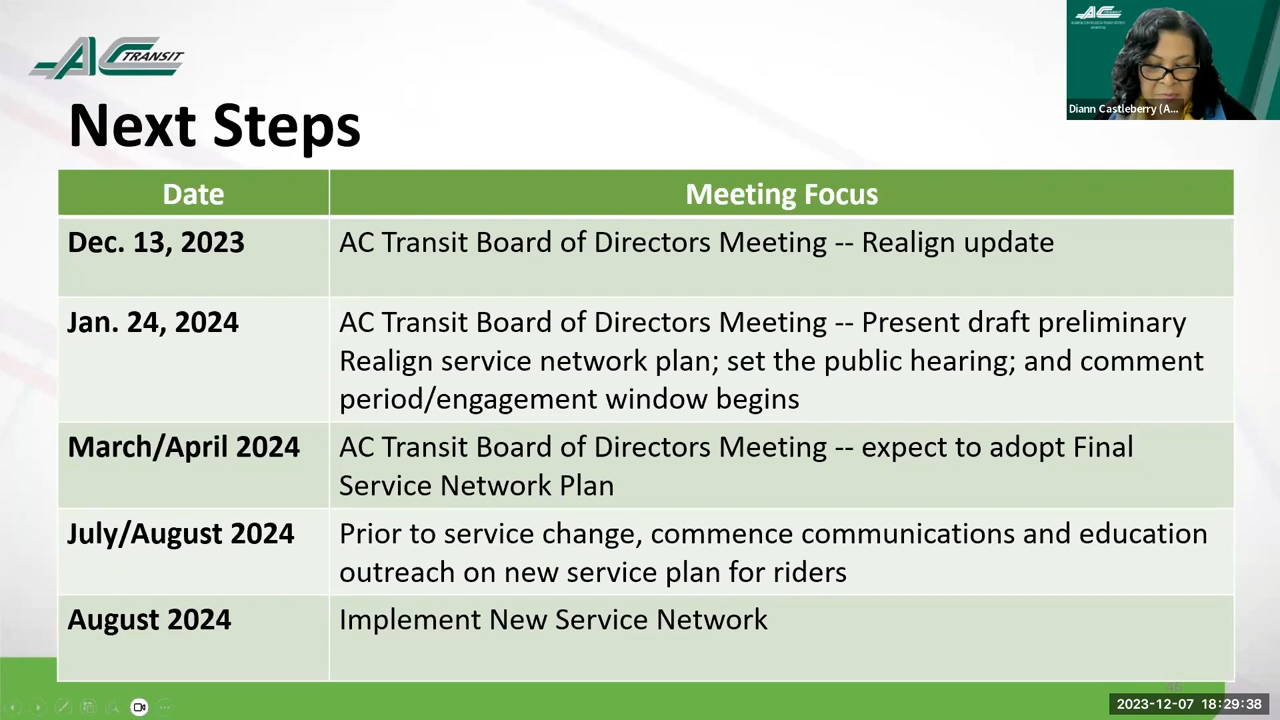 AC TRANSIT
Diann Castleberry (A...
Next Steps
Date
Meeting Focus
Dec. 13, 2023
AC Transit Board of Directors Meeting -- Realign update
Jan. 24, 2024
AC Transit Board of Directors Meeting -- Present draft preliminary
Realign service network plan; set the public hearing; and comment
period/engagement window begins
March/April 2024
AC Transit Board of Directors Meeting -- expect to adopt Final
Service Network Plan
July/August 2024
Prior to service change, commence communications and education
outreach on new service plan for riders
August 2024
Implement New Service Network
2023-12-07 18:29:38